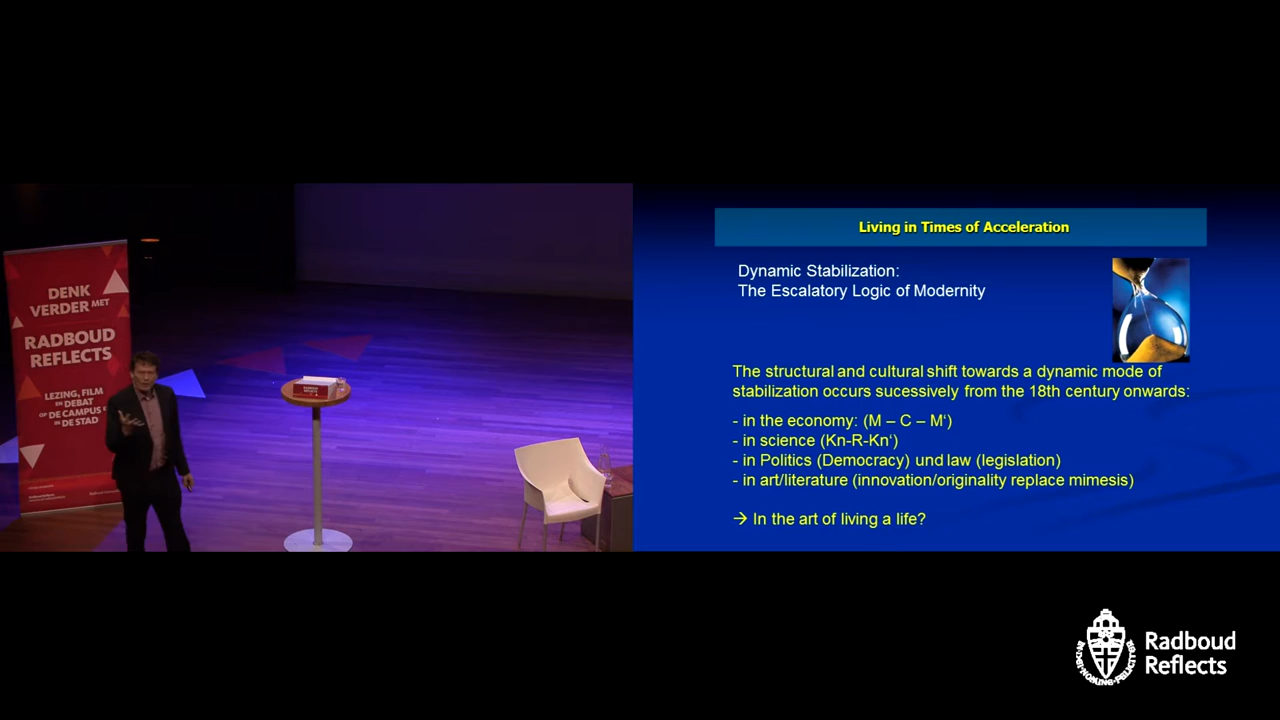 DENK
VERDER MET
RADBOUD
REFLECTS
LEZING, FILM
EN DEBAT
OP DE CAMPUS E
IN DE STAD
Living in Times of Acceleration
Dynamic Stabilization:
The Escalatory Logic of Modernity
The structural and cultural shift towards a dynamic mode of
stabilization occurs sucessively from the 18th century onwards:
- in the economy: (M – C – M‘)
- in science (Kn-R-Kn‘)
- in Politics (Democracy) und law (legislation)
- in art/literature (innovation/originality replace mimesis)
→ In the art of living a life?
Radboud
Reflects